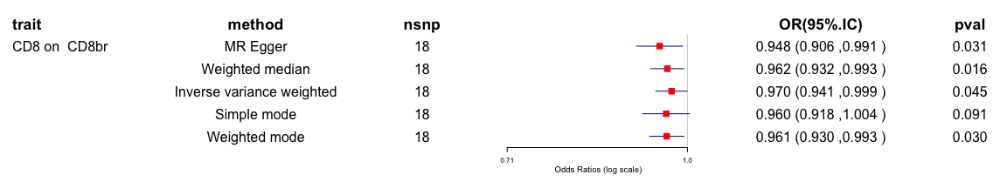 trait method nsnp OR(95%.IC) pval
CD8 on  CD8br MR Egger 18 0.948 (0.906 ,0.991 ) 0.031
Weighted median 18 0.962 (0.932 ,0.993 ) 0.016
Inverse variance weighted 18 0.970 (0.941 ,0.999 ) 0.045
Simple mode 18 0.960 (0.918 ,1.004 ) 0.091
Weighted mode 18 0.961 (0.930 ,0.993 ) 0.030
0.71 1.0
Odds Ratios (log scale)